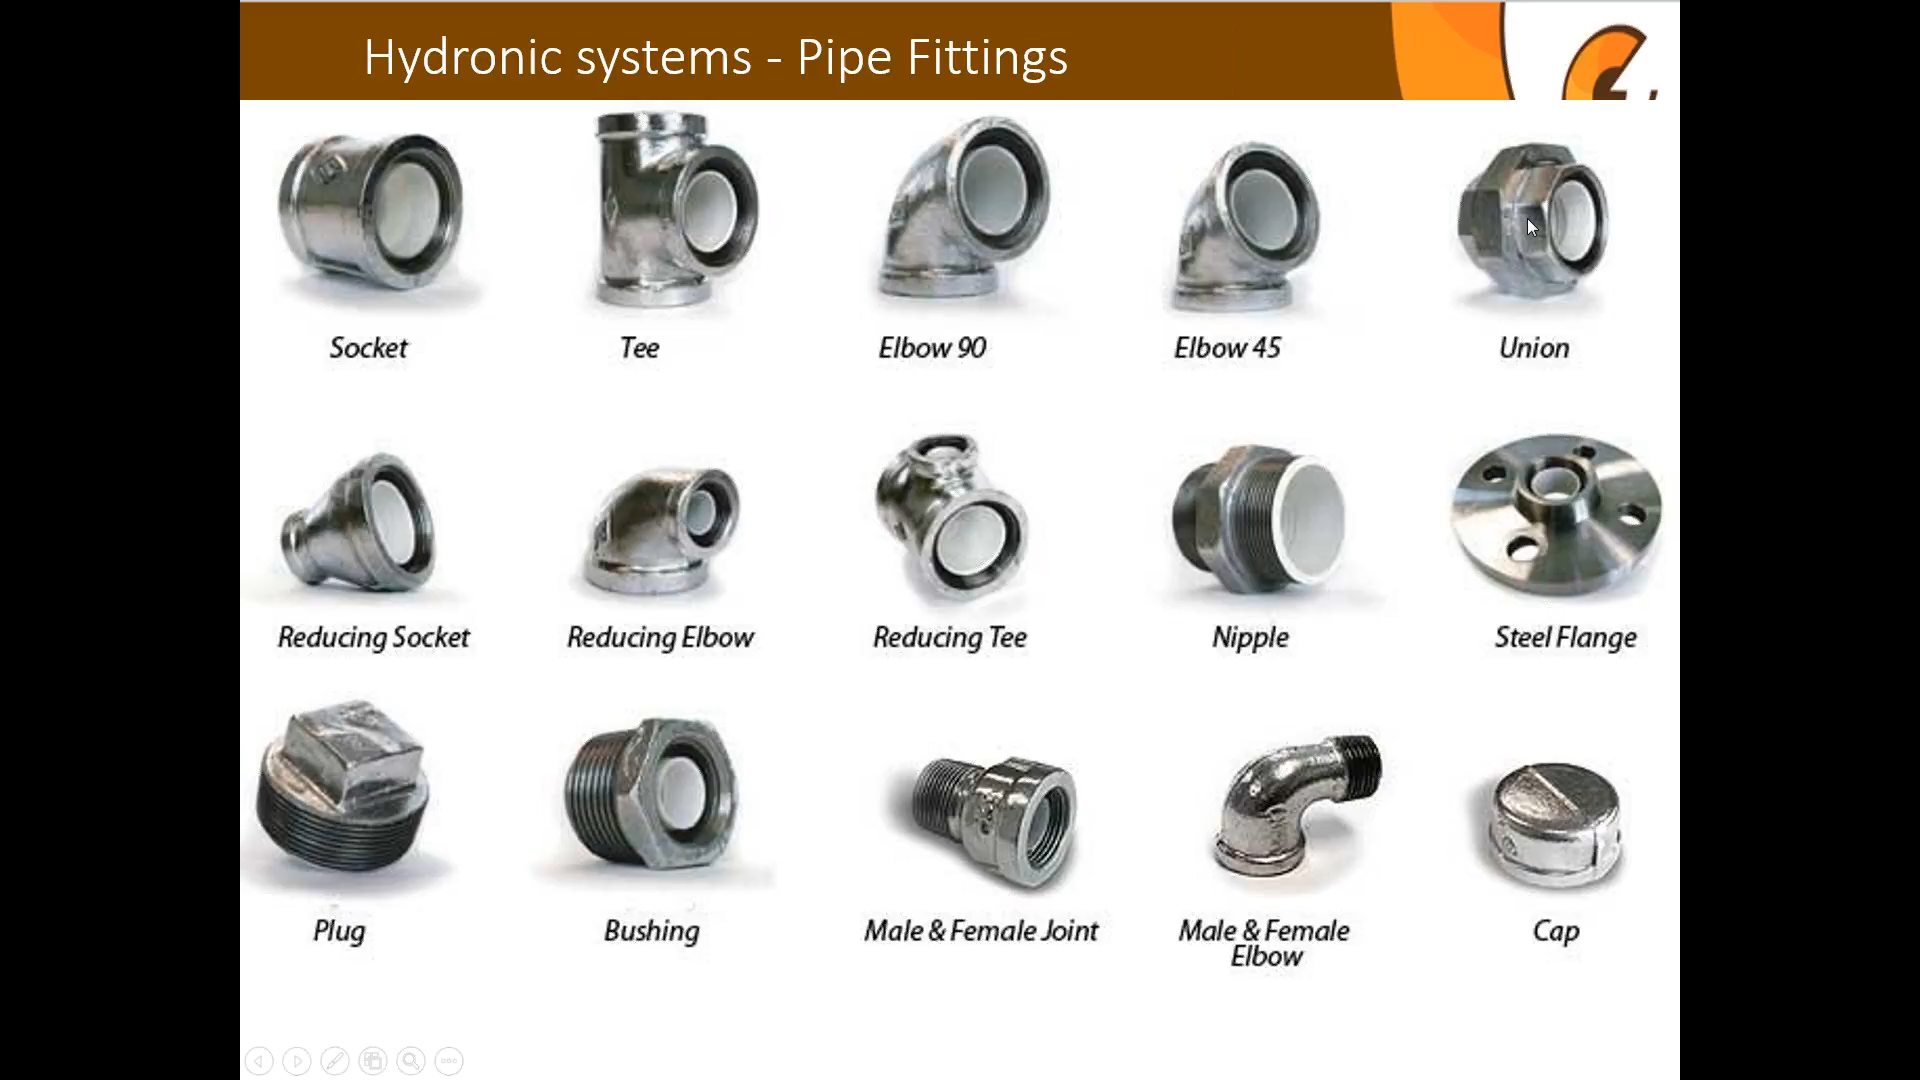 Hydronic systems - Pipe Fittings
Socket
Tee
Elbow 90
Elbow 45
Union
Reducing Socket
Reducing Elbow
Reducing Tee
Nipple
Steel Flange
Plug
Bushing
Male & Female Joint
Male & Female
Elbow
Cap